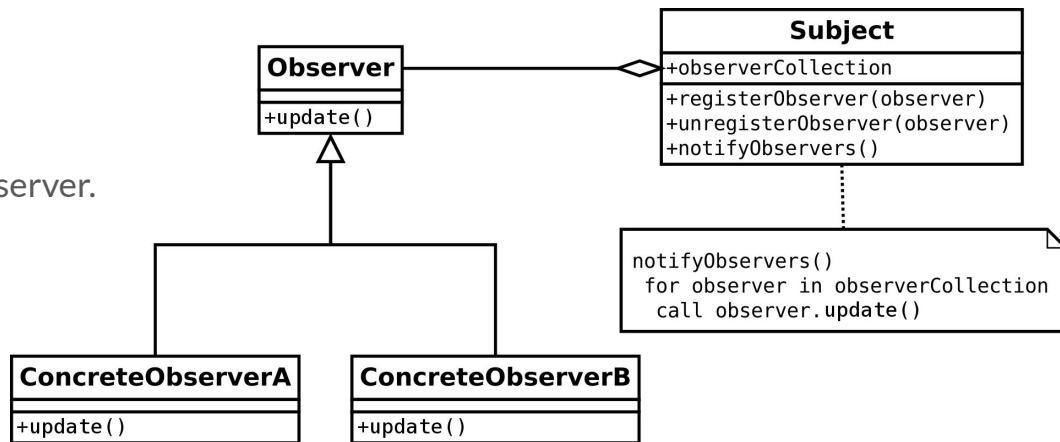 Observer
+update()
Subject
+observerCollection
+registerObserver(observer)
+unregisterObserver(observer)
+notifyObservers()
server.
notifyObservers()
for observer in observerCollection
call observer.update()
ConcreteObserverA
+update()
ConcreteObserverB
+update()